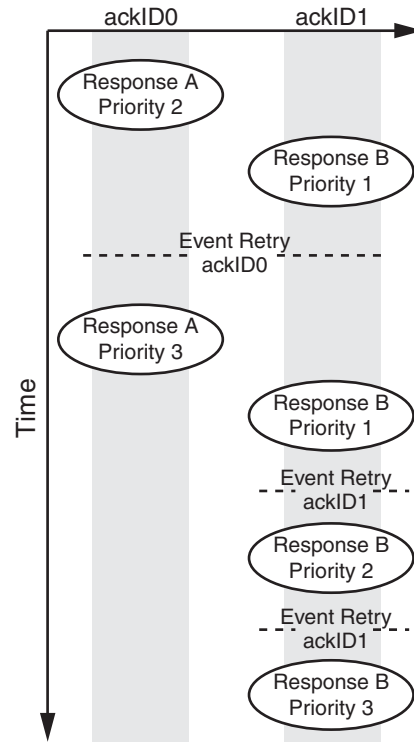 ackID0
ackID1
Response A
Priority 2
Response B
Priority 1
Event Retry
ackID0
Response A
Priority 3
Response B
Priority 1
Event Retry
ackID1
Response B
Priority 2
Event Retry
ackID1
Response B
Priority 3
Time